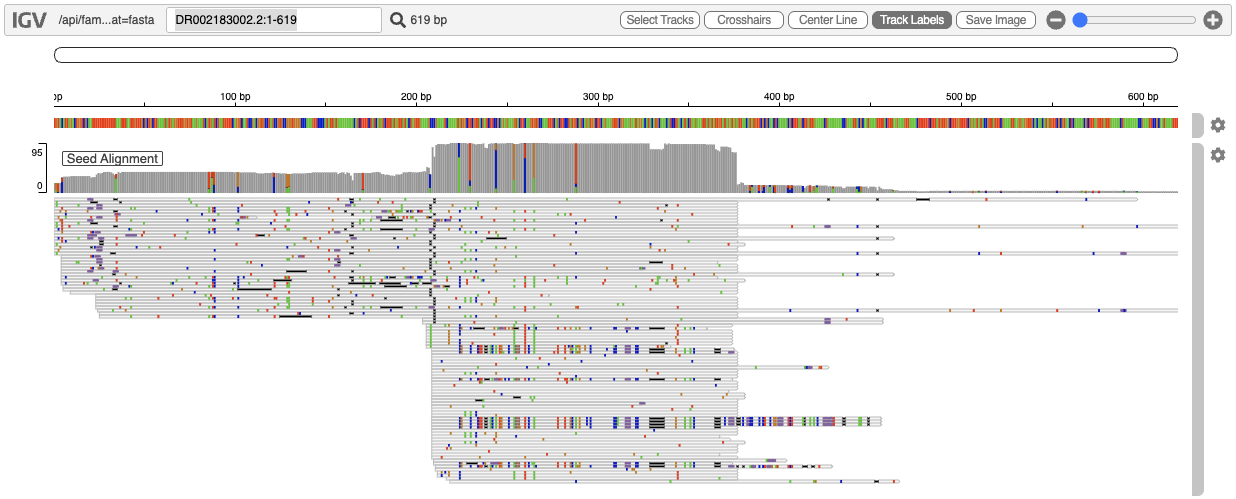 IGV /api/fam...at=fasta DR002183002.2:1-619 619 bp Select Tracks Crosshairs Center Line Track Labels Save Image
bp 100 bp 200 bp 300 bp 400 bp 500 bp 600 bp
95
Seed Alignment
0